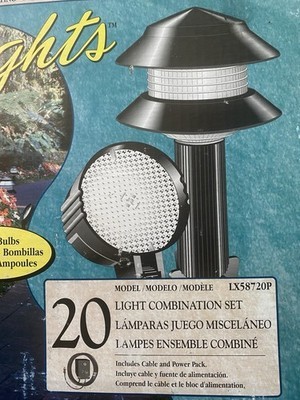 ghts™
Bulbs
Bombillas
Ampoules
MODEL/MODELO/MODÈLE LX58720P
20
LIGHT COMBINATION SET
LÁMPARAS JUEGO MISCELÁNEO
LAMPES ENSEMBLE COMBINÉ
Includes Cable and Power Pack.
Incluye cable y fuente de alimentación.
Comprend le câble et le bloc d'alimentation.